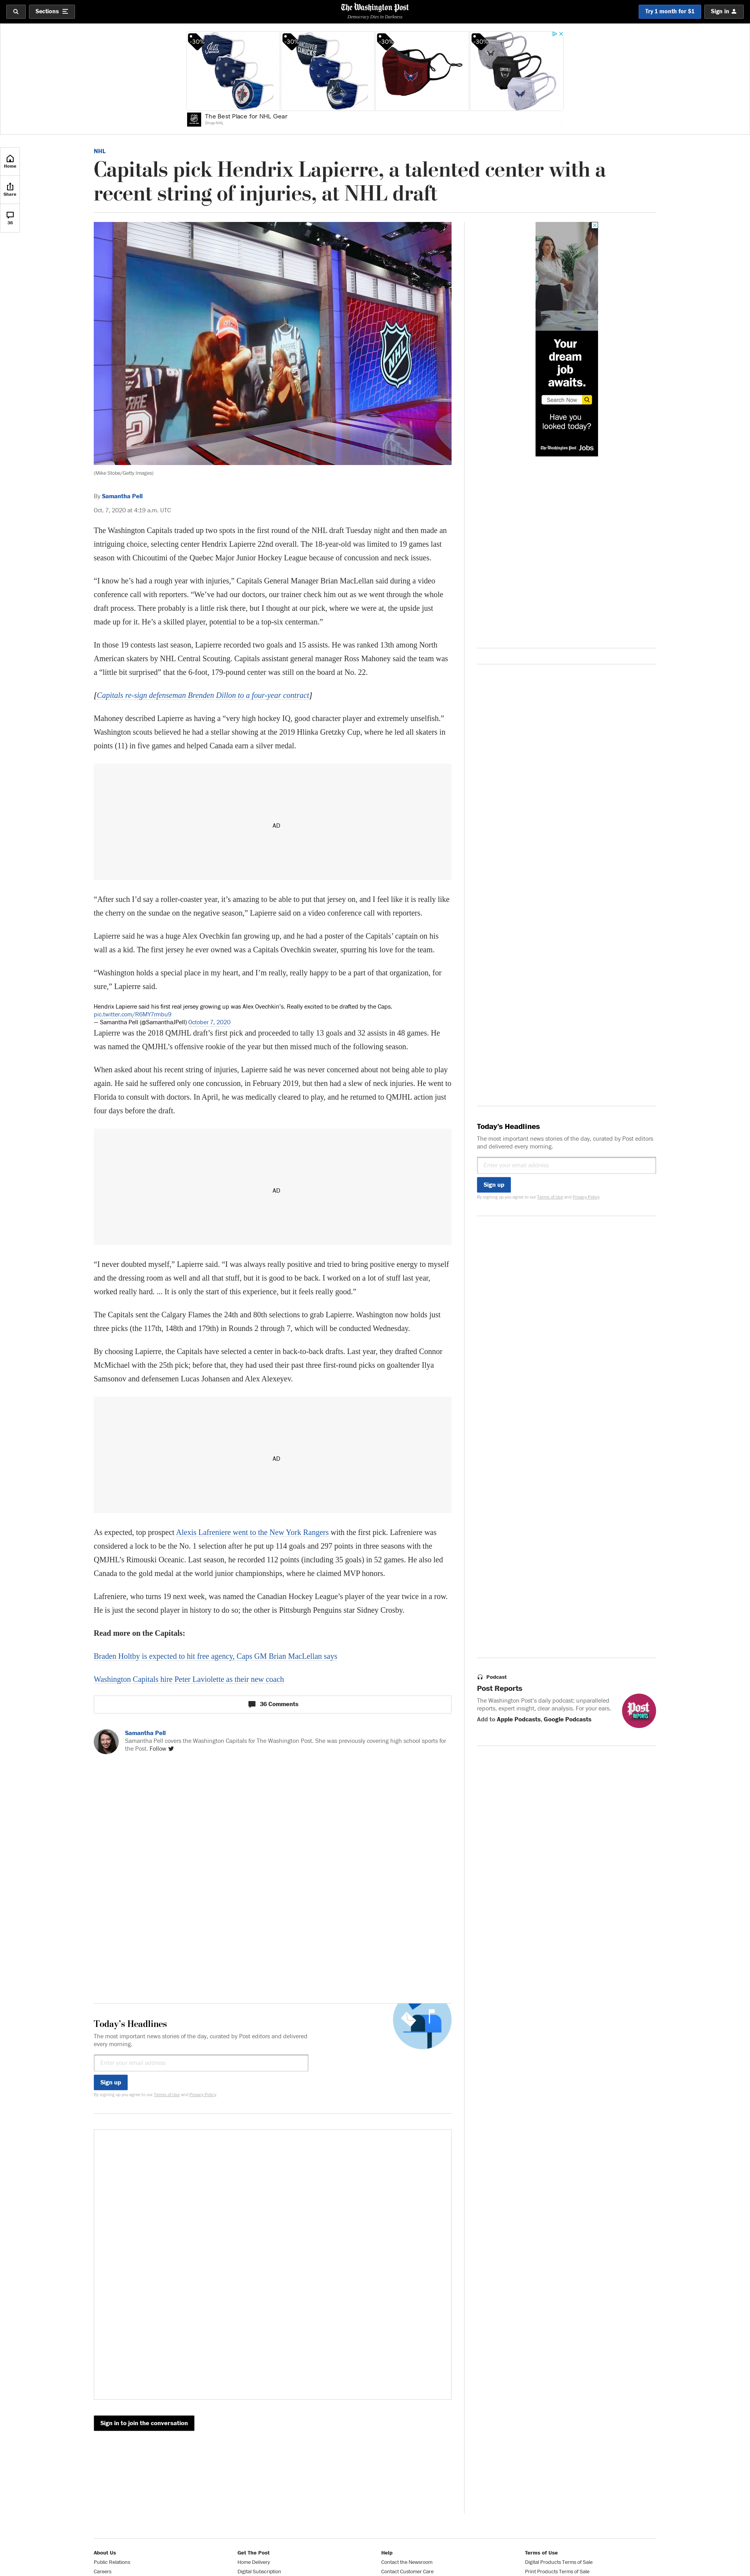 Sections
The Washington Post
Democracy Dies in Darkness
Try 1 month for $1
Sign in
-30%
-30%
-30%
-30%
The Best Place for NHL Gear
Shop NHL
Home
Share
36
NHL
Capitals pick Hendrix Lapierre, a talented center with a
recent string of injuries, at NHL draft
NHL
(Mike Stobe/Getty Images)
By Samantha Pell
Oct. 7, 2020 at 4:19 a.m. UTC
The Washington Capitals traded up two spots in the first round of the NHL draft Tuesday night and then made an
intriguing choice, selecting center Hendrix Lapierre 22nd overall. The 18-year-old was limited to 19 games last
season with Chicoutimi of the Quebec Major Junior Hockey League because of concussion and neck issues.
“I know he’s had a rough year with injuries,” Capitals General Manager Brian MacLellan said during a video
conference call with reporters. “We’ve had our doctors, our trainer check him out as we went through the whole
draft process. There probably is a little risk there, but I thought at our pick, where we were at, the upside just
made up for it. He’s a skilled player, potential to be a top-six centerman.”
In those 19 contests last season, Lapierre recorded two goals and 15 assists. He was ranked 13th among North
American skaters by NHL Central Scouting. Capitals assistant general manager Ross Mahoney said the team was
a “little bit surprised” that the 6-foot, 179-pound center was still on the board at No. 22.
[Capitals re-sign defenseman Brenden Dillon to a four-year contract]
Mahoney described Lapierre as having a “very high hockey IQ, good character player and extremely unselfish.”
Washington scouts believed he had a stellar showing at the 2019 Hlinka Gretzky Cup, where he led all skaters in
points (11) in five games and helped Canada earn a silver medal.
AD
“After such I’d say a roller-coaster year, it’s amazing to be able to put that jersey on, and I feel like it is really like
the cherry on the sundae on the negative season,” Lapierre said on a video conference call with reporters.
Lapierre said he was a huge Alex Ovechkin fan growing up, and he had a poster of the Capitals’ captain on his
wall as a kid. The first jersey he ever owned was a Capitals Ovechkin sweater, spuring his love for the team.
“Washington holds a special place in my heart, and I’m really, really happy to be a part of that organization, for
sure,” Lapierre said.
Hendrix Lapierre said his first real jersey growing up was Alex Ovechkin's. Really excited to be drafted by the Caps.
pic.twitter.com/R6MY7rmbu9
— Samantha Pell (@SamanthaJPell) October 7, 2020
Lapierre was the 2018 QMJHL draft’s first pick and proceeded to tally 13 goals and 32 assists in 48 games. He
was named the QMJHL’s offensive rookie of the year but then missed much of the following season.
When asked about his recent string of injuries, Lapierre said he was never concerned about not being able to play
again. He said he suffered only one concussion, in February 2019, but then had a slew of neck injuries. He went to
Florida to consult with doctors. In April, he was medically cleared to play, and he returned to QMJHL action just
four days before the draft.
AD
“I never doubted myself,” Lapierre said. “I was always really positive and tried to bring positive energy to myself
and the dressing room as well and all that stuff, but it is good to be back. I worked on a lot of stuff last year,
worked really hard. ... It is only the start of this experience, but it feels really good.”
The Capitals sent the Calgary Flames the 24th and 80th selections to grab Lapierre. Washington now holds just
three picks (the 117th, 148th and 179th) in Rounds 2 through 7, which will be conducted Wednesday.
By choosing Lapierre, the Capitals have selected a center in back-to-back drafts. Last year, they drafted Connor
McMichael with the 25th pick; before that, they had used their past three first-round picks on goaltender Ilya
Samsonov and defensemen Lucas Johansen and Alex Alexeyev.
AD
As expected, top prospect Alexis Lafreniere went to the New York Rangers with the first pick. Lafreniere was
considered a lock to be the No. 1 selection after he put up 114 goals and 297 points in three seasons with the
QMJHL’s Rimouski Oceanic. Last season, he recorded 112 points (including 35 goals) in 52 games. He also led
Canada to the gold medal at the world junior championships, where he claimed MVP honors.
Lafreniere, who turns 19 next week, was named the Canadian Hockey League’s player of the year twice in a row.
He is just the second player in history to do so; the other is Pittsburgh Penguins star Sidney Crosby.
Read more on the Capitals:
Braden Holtby is expected to hit free agency, Caps GM Brian MacLellan says
Washington Capitals hire Peter Laviolette as their new coach
36 Comments
Samantha Pell
Samantha Pell covers the Washington Capitals for The Washington Post. She was previously covering high school sports for
the Post. Follow
Today’s Headlines
The most important news stories of the day, curated by Post editors and delivered
every morning.
Enter your email address
Sign up
By signing up you agree to our Terms of Use and Privacy Policy
Sign in to join the conversation
Your
dream
job
awaits.
Search Now
Have you
looked today?
The Washington Post Jobs
Today's Headlines
The most important news stories of the day, curated by Post editors
and delivered every morning.
Enter your email address
Sign up
By signing up you agree to our Terms of Use and Privacy Policy
Podcast
Post Reports
The Washington Post's daily podcast: unparalleled
reports, expert insight, clear analysis. For your ears.
Add to Apple Podcasts, Google Podcasts
Post
REPORTS
About Us
Public Relations
Careers
Get The Post
Home Delivery
Digital Subscription
Help
Contact the Newsroom
Contact Customer Care
Terms of Use
Digital Products Terms of Sale
Print Products Terms of Sale